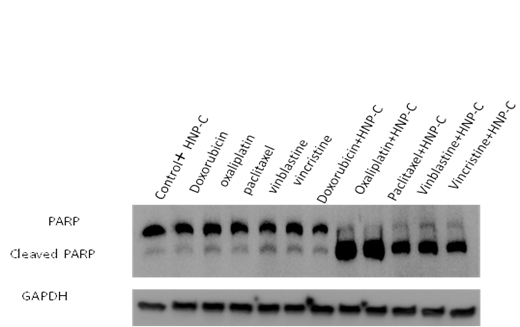 Control+ HNP-C
Doxorubicin
oxaliplatin
paclitaxel
vinblastine
vincristine
Doxorubicin+HNP-C
Oxaliplatin+HNP-C
Paclitaxel+HNP-C
Vinblastine+HNP-C
Vincristine+HNP-C
PARP
Cleaved PARP
GAPDH